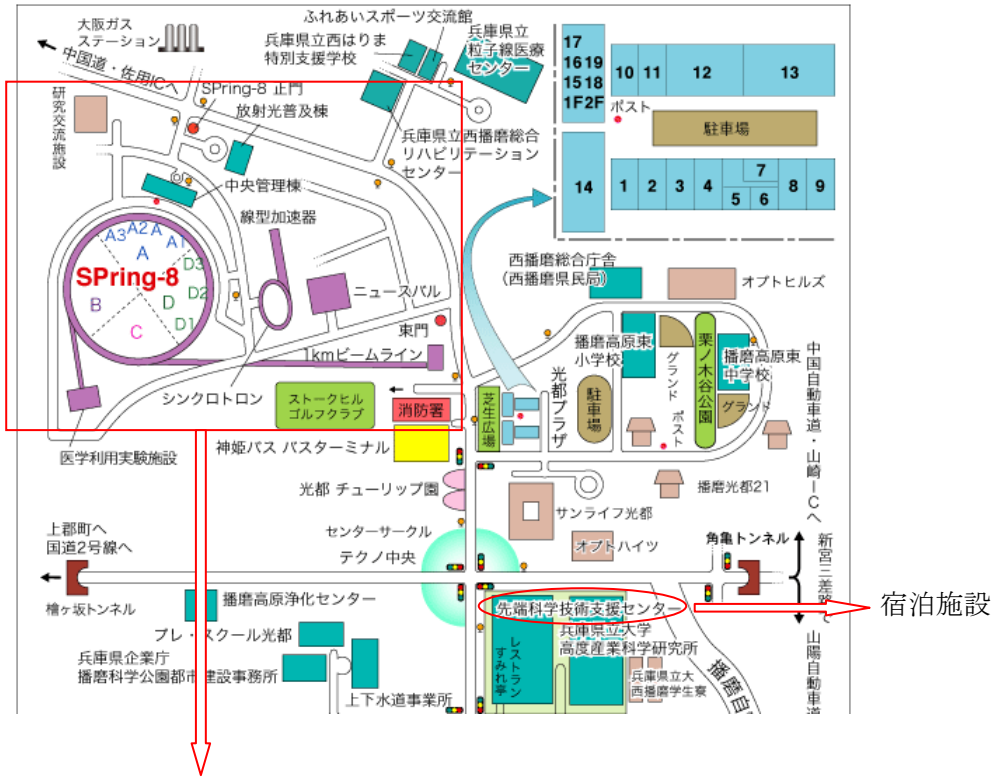 大阪ガス
ステーション
中国道・佐用ICへ
ふれあいスポーツ交流館
兵庫県立西はりま
特別支援学校
兵庫県立
粒子線医療
センター
研究交流施設
SPring-8 正門
放射光普及棟
兵庫県立西播磨総合
リハビリテーション
センター
中央管理棟
線型加速器
A3
A2
A
A1
A
D3
SPring-8
D2
B
D
D1
C
ニュースバル
東門
1kmビームライン
シンクロトロン
ストークヒル
ゴルフクラブ
消防署
医学利用実験施設
神姫バス バスターミナル
光都 チューリップ園
17
1619
1518
1F2F
10
11
12
13
ポスト
駐車場
14
1
2
3
4
5
6
7
8
9
西播磨総合庁舎
(西播磨県民局)
オプトヒルズ
播磨高原東
小学校
グランド
栗ノ木谷公園
播磨高原東
中学校
グランド
芝生広場
光都プラザ
駐車場
ポスト
中国自動車道・山崎ICへ
播磨光都21
サンライフ光都
オプトハイツ
センターサークル
テクノ中央
上郡町へ
国道2号線へ
檜ヶ坂トンネル
角亀トンネル
新宮三差路へ
山陽自動車道
播磨高原浄化センター
先端科学技術支援センター
宿泊施設
プレ・スクール光都
兵庫県立大学
高度産業科学研究所
兵庫県企業庁
播磨科学公園都市建設事務所
レストラン
すみれ亭
兵庫県立大
西播磨学生寮
上下水道事業所
播磨自